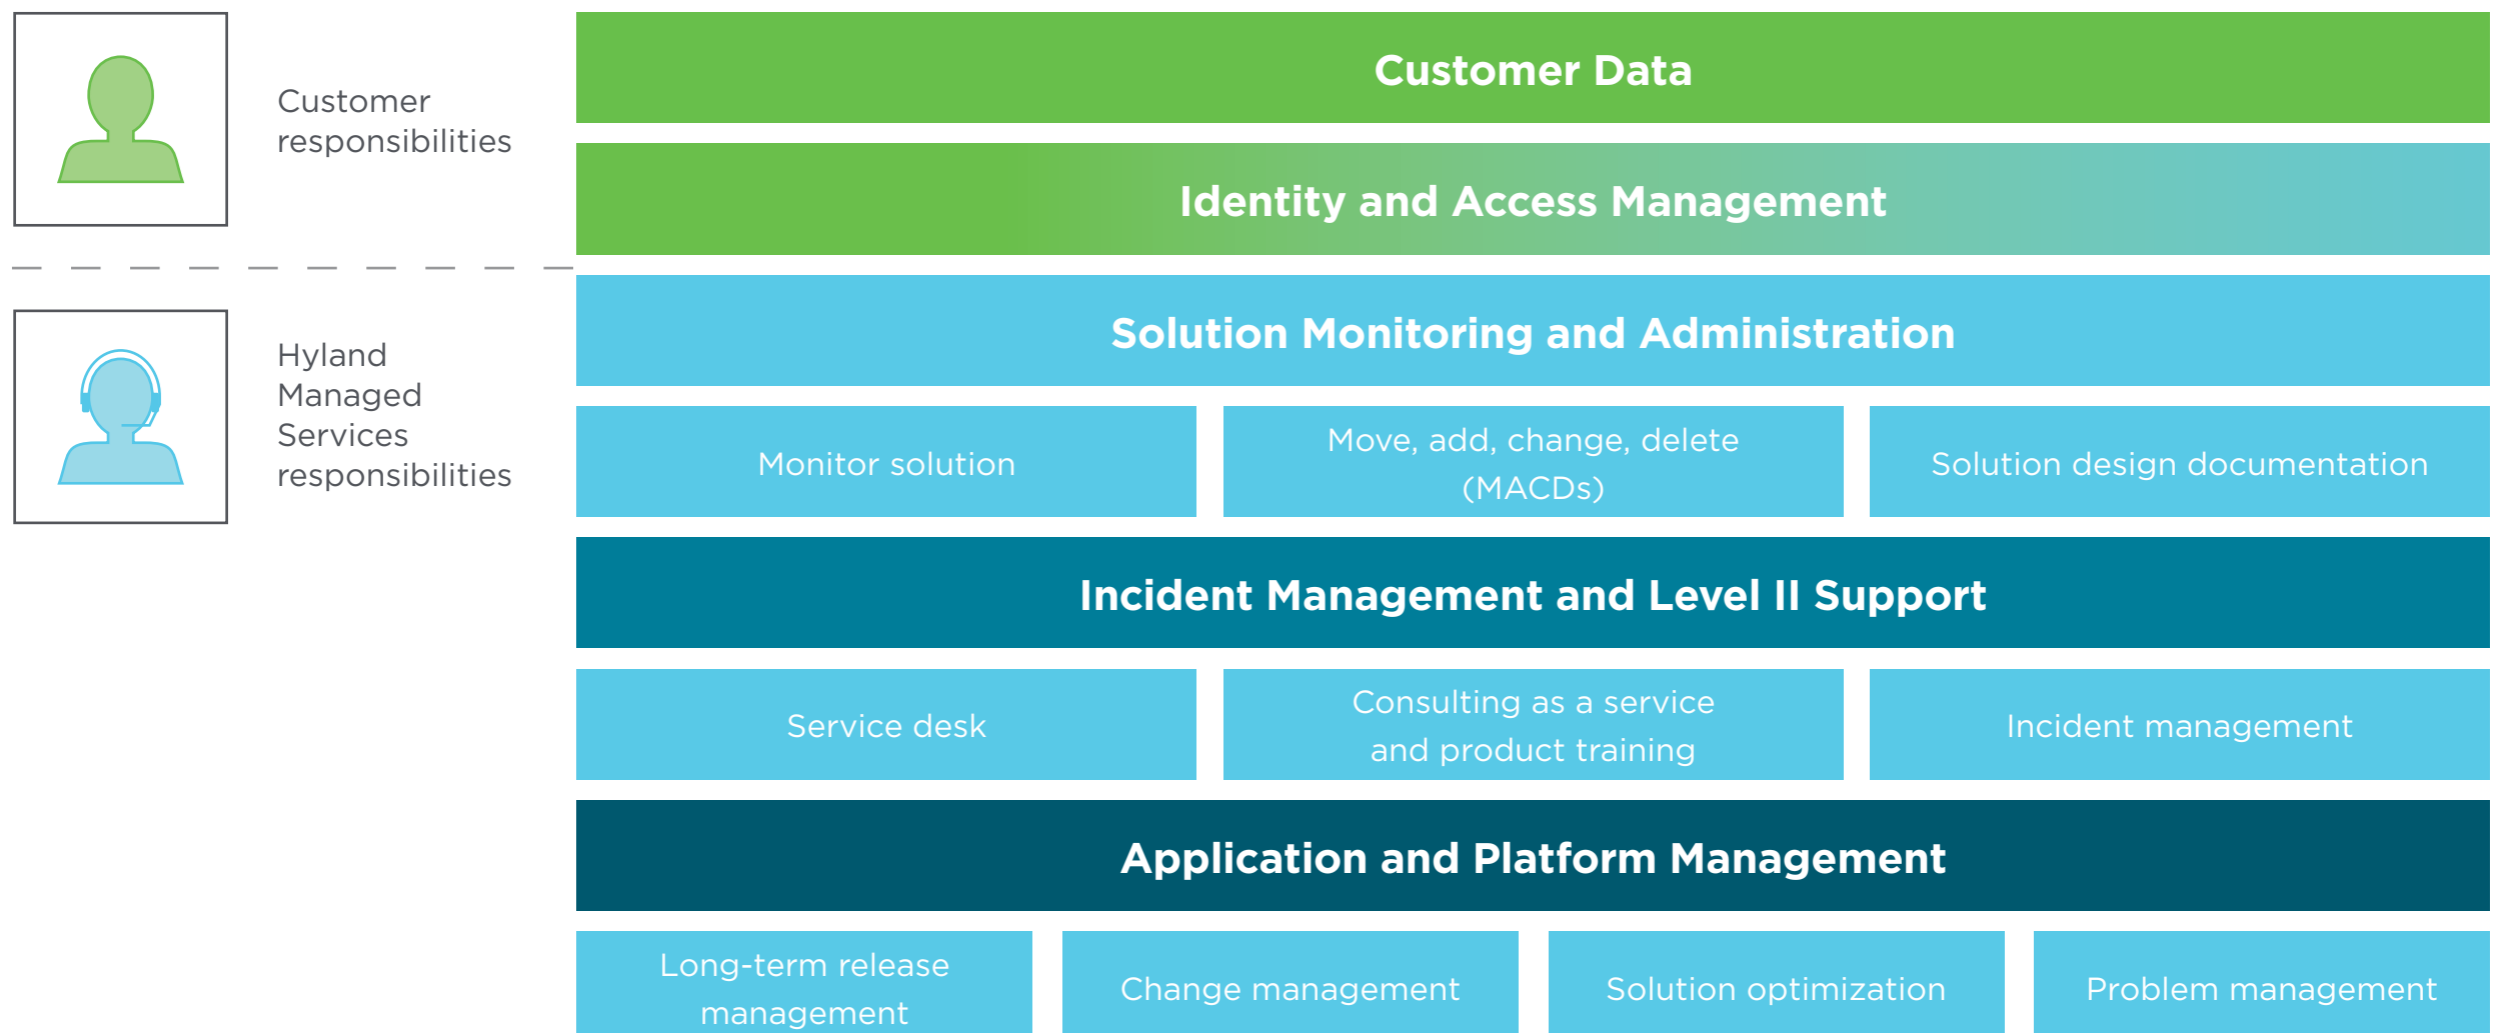 Customer
responsibilities
Hyland
Managed
Services
responsibilities
Customer Data
Identity and Access Management
Solution Monitoring and Administration
Monitor solution
Move, add, change, delete
(MACDs)
Solution design documentation
Incident Management and Level II Support
Service desk
Consulting as a service
and product training
Incident management
Application and Platform Management
Long-term release
management
Change management
Solution optimization
Problem management